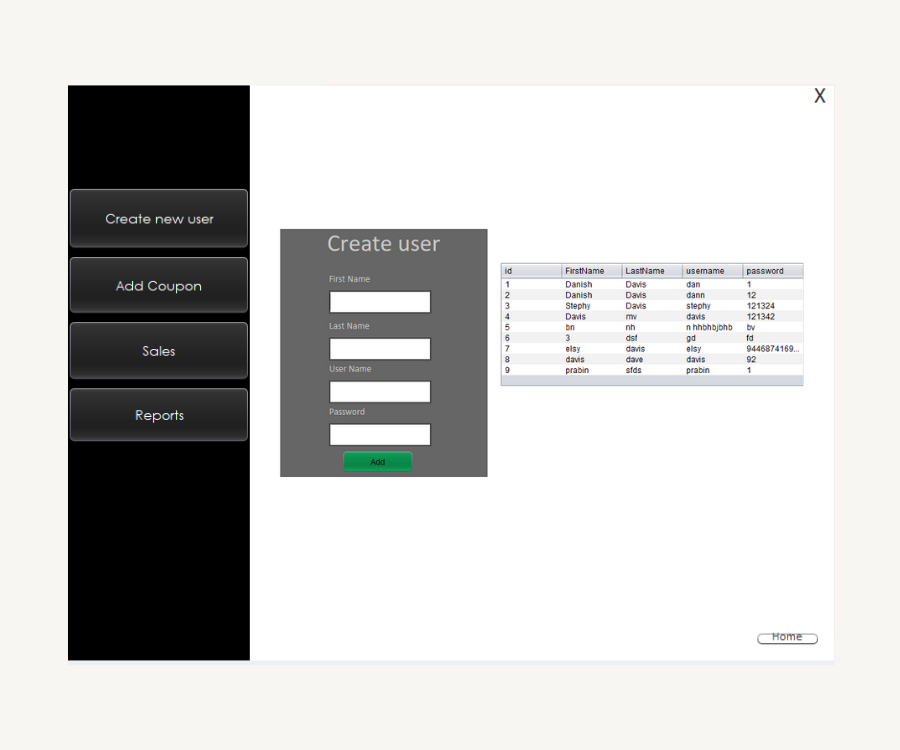 X
Create new user
Add Coupon
Sales
Reports
Create user
First Name
Last Name
User Name
Password
Add
id FirstName LastName username password
1 Danish Davis dan 1
2 Danish Davis dann 12
3 Stephy Davis stephy 121324
4 Davis mv davis 121342
5 bn nh n hhbhbjbhb bv
6 3 dsf gd fd
7 elsy davis elsy 9446874169...
8 davis dave davis 92
9 prabin sfds prabin 1
Home